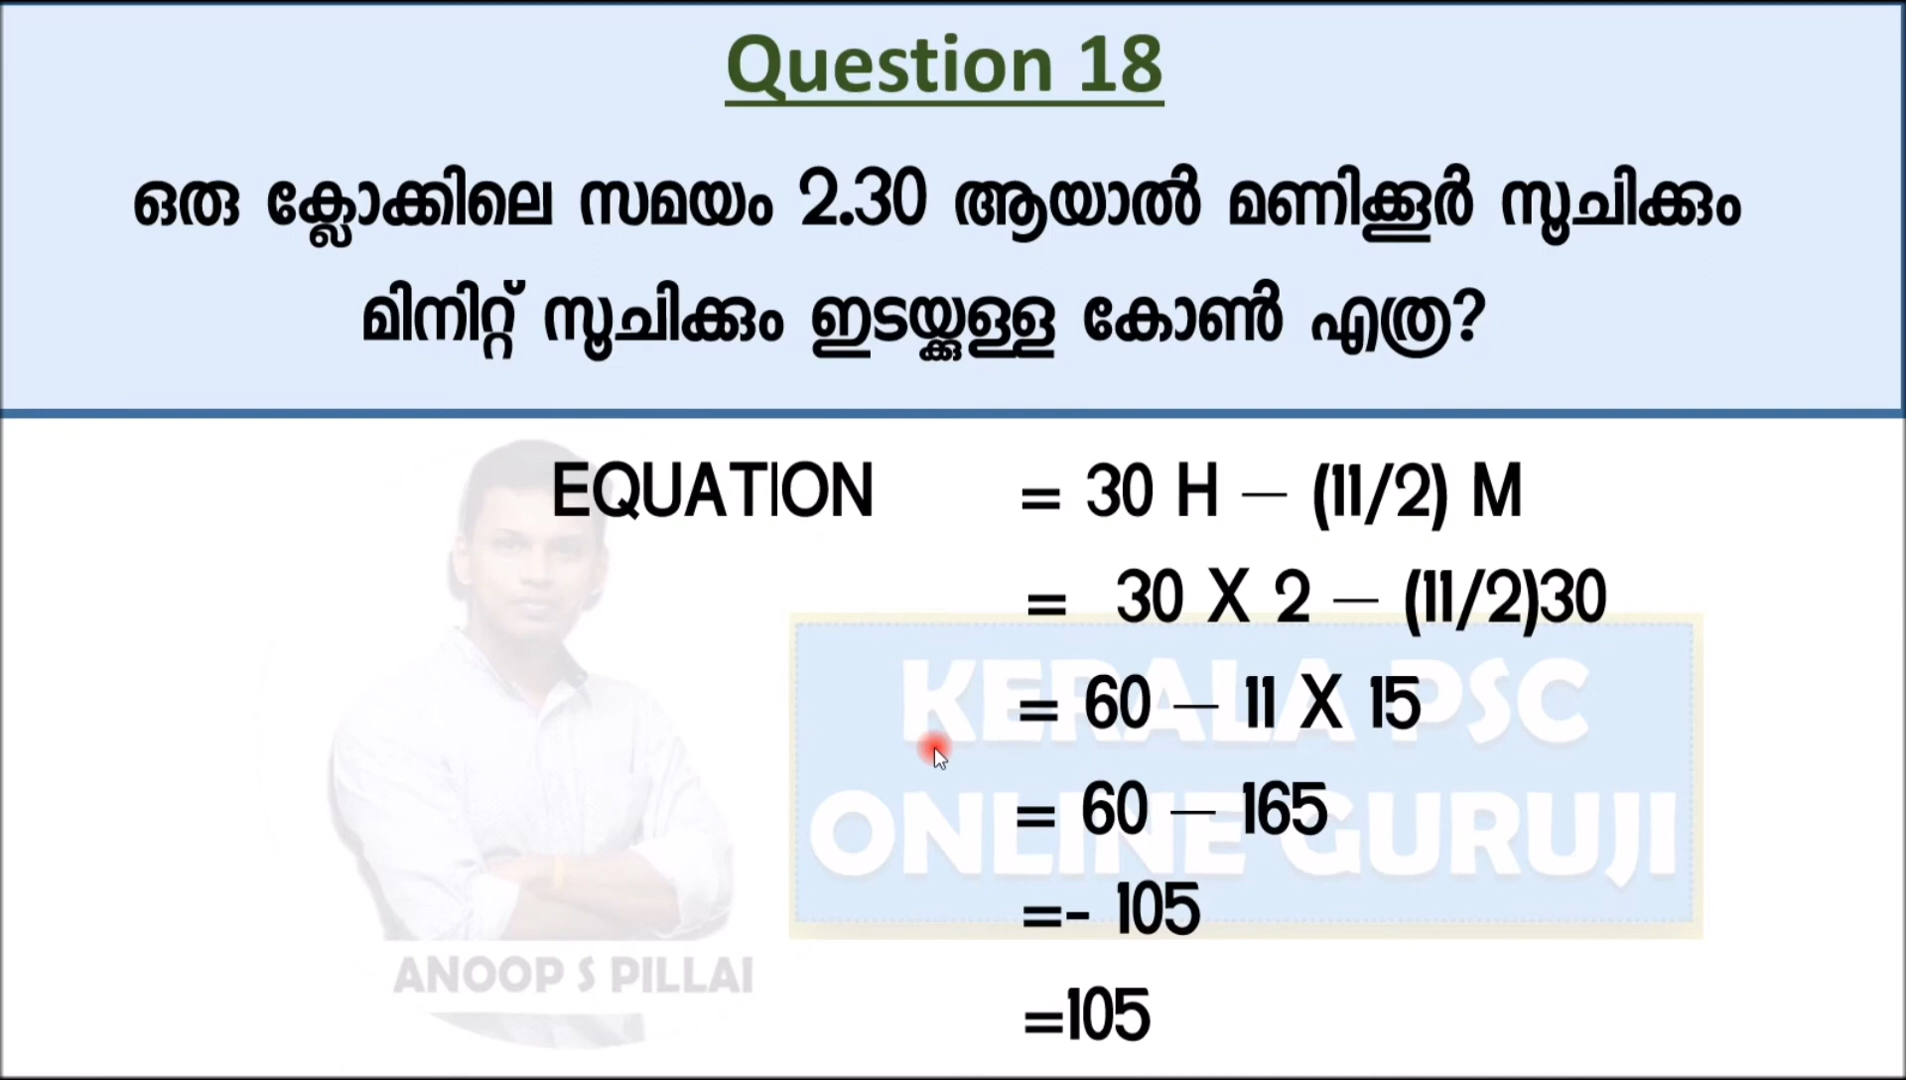 Question 18
ഒരു ക്ലോക്കിലെ സമയം 2.30 ആയാൽ മണിക്കൂർ സൂചിക്കും
മിനിറ്റ് സൂചിക്കും ഇടയ്ക്കുള്ള കോൺ എത്ര?
EQUATION = 30 H – (11/2) M
= 30 X 2 – (11/2)30
= 60 – 11 X 15
= 60 – 165
=- 105
=105
KERALA PSC
ONLINE GURUJI
ANOOP S PILLAI